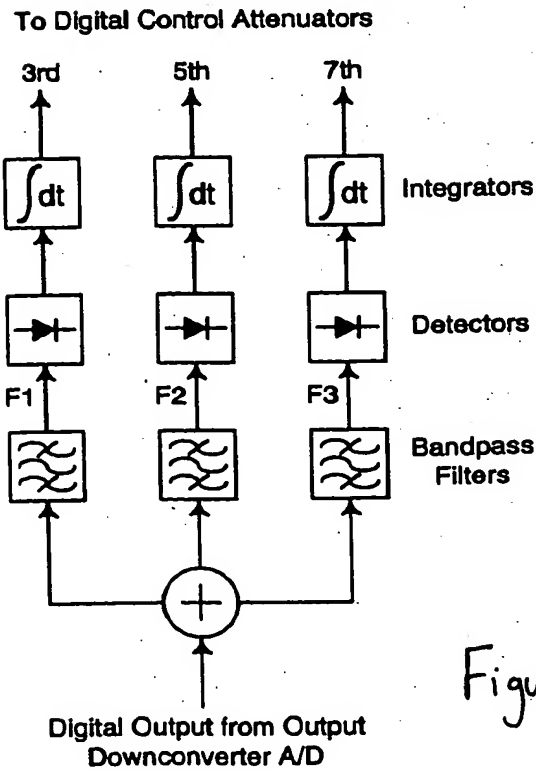 To Digital Control Attenuators
3rd 5th 7th
∫dt ∫dt ∫dt Integrators
Detectors
F1 F2 F3
Bandpass
Filters
+
Digital Output from Output
Downconverter A/D
Figu